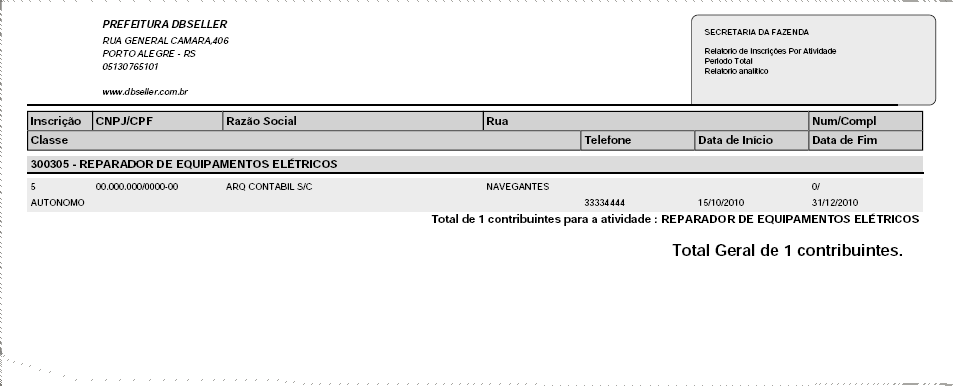 PREFEITURA DBSELLER
RUA GENERAL CAMARA,406
PORTO ALEGRE - RS
05130765101
www.dbseller.com.br
SECRETARIA DA FAZENDA
Relatorio de Inscrições Por Atividade
Periodo Total
Relatorio analítico
Inscrição CNPJ/CPF Razão Social Rua Num/Compl
Classe Telefone Data de Início Data de Fim
300305 - REPARADOR DE EQUIPAMENTOS ELÉTRICOS
5 00.000.000/0000-00 ARQ CONTABIL S/C NAVEGANTES 0/
AUTONOMO 33334444 15/10/2010 31/12/2010
Total de 1 contribuintes para a atividade : REPARADOR DE EQUIPAMENTOS ELÉTRICOS
Total Geral de 1 contribuintes.